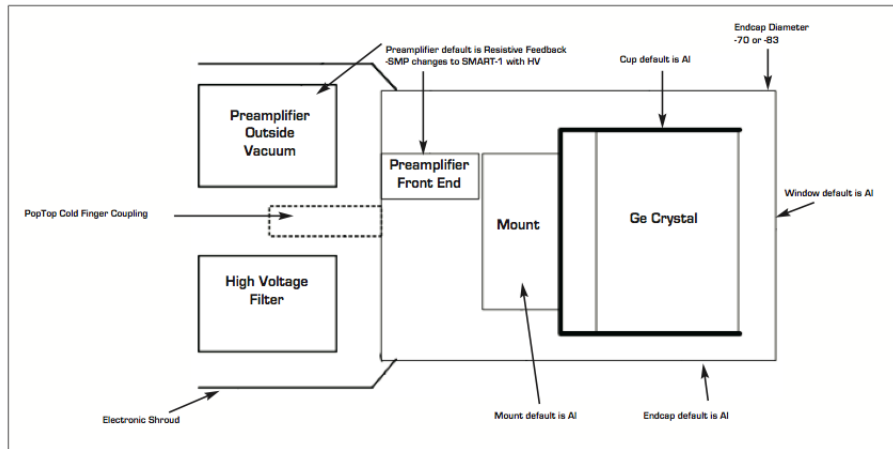 Endcap Diameter
-70 or -83
Preamplifier default is Resistive Feedback
-SMP changes to SMART-1 with HV
Cup default is Al
Preamplifier
Outside
Vacuum
Preamplifier
Front End
Window default is Al
PopTop Cold Finger Coupling
Mount
Ge Crystal
High Voltage
Filter
Electronic Shroud
Mount default is Al
Endcap default is Al